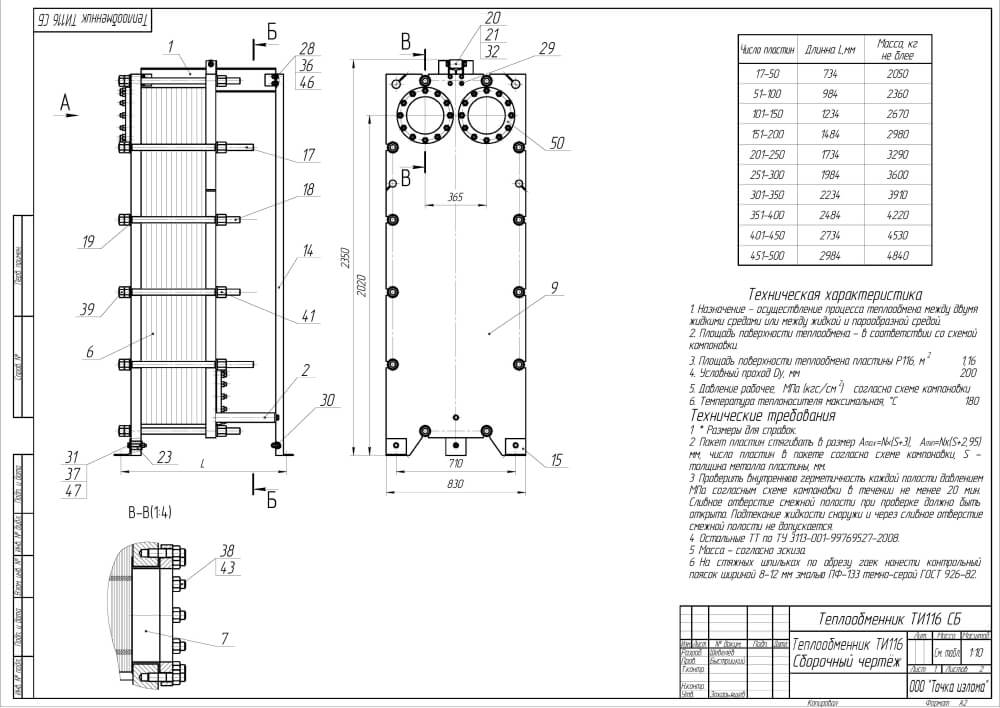 Теплообменник ТИ116 СБ
Перв. примен.
Справ. №
Подп. и дата
Инв. № дубл.
Взам. инв. №
Подп. и дата
Инв. № подл.
А
Б
Б
1
28
36
46
17
18
19
14
39
41
6
2
30
31
37
47
23
L
В
В
20
21
32
29
50
365
2350
2020
9
15
710
830
В-В(1:4)
38
43
7
Число пластин Длинна L,мм Масса, кг не блее
17-50 734 2050
51-100 984 2360
101-150 1234 2670
151-200 1484 2980
201-250 1734 3290
251-300 1984 3600
301-350 2234 3910
351-400 2484 4220
401-450 2734 4530
451-500 2984 4840
Техническая характеристика
1. Назначение – осуществление процесса теплообмена между двумя
жидкими средами или между жидкой и парообразной средой.
2. Площадь поверхности теплообмена – в соответствии со схемой
компановки.
3. Площадь поверхности теплообмена пластины Р116, м² 1,16
4. Условный проход Dy, мм 200
5. Давление рабочее, МПа (кгс/см²) согласно схеме компановки
6. Температура теплоносителя максимальная, °С 180
Технические требования
1 * Размеры для справок.
2 Пакет пластин стягивать в размер Amax=Nx(S+3), Amin=Nx(S+2,95)
мм, числа пластин в пакете согласно схеме компановки, S –
толщина металла пластины, мм.
3 Проверить внутреннюю герметичность каждой полости давлением
МПа согласным схеме компановки в течении не менее 20 мин.
Сливное отверстие смежной полости при проверке должно быть
открыто. Подтекание жидкости снаружи и через сливное отверстие
смежной полости не допускается.
4 Остальные ТТ по ТУ 3113-001-99769527-2008.
5 Масса – согласно эскиза.
6 На стяжных шпильках по обрезу гаек нанести контрольный
поясок шириной 8-12 мм эмалью ПФ-133 темно-серой ГОСТ 926-82.
Теплообменник ТИ116 СБ
Изм. Лист № докум. Подп. Дата
Разраб. Шевелев
Пров. Быстрицкий
Т.контр.
Н.контр.
Утв.
Теплообменник ТИ116
Сборочный чертёж
Лит. Масса Масштаб
См. табл. 1:10
Лист 1 Листов 2
ООО "Точка излома"
Копировал Формат А2